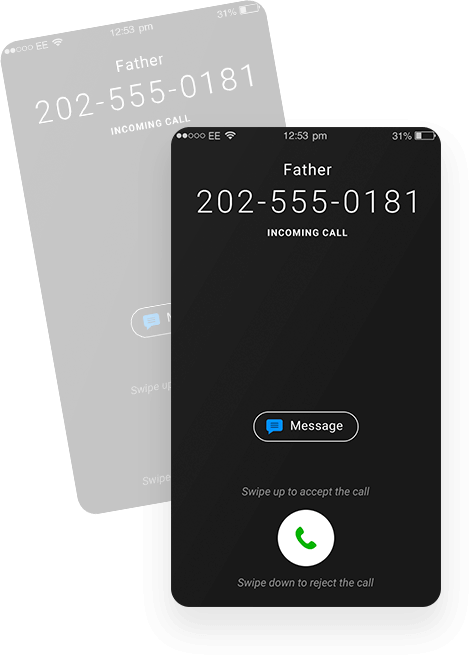 EE 12:53 pm 31%
Father
202-555-0181
INCOMING CALL
Swipe up
Swipe
EE 12:53 pm 31%
Father
202-555-0181
INCOMING CALL
Message
Swipe up to accept the call
Swipe down to reject the call